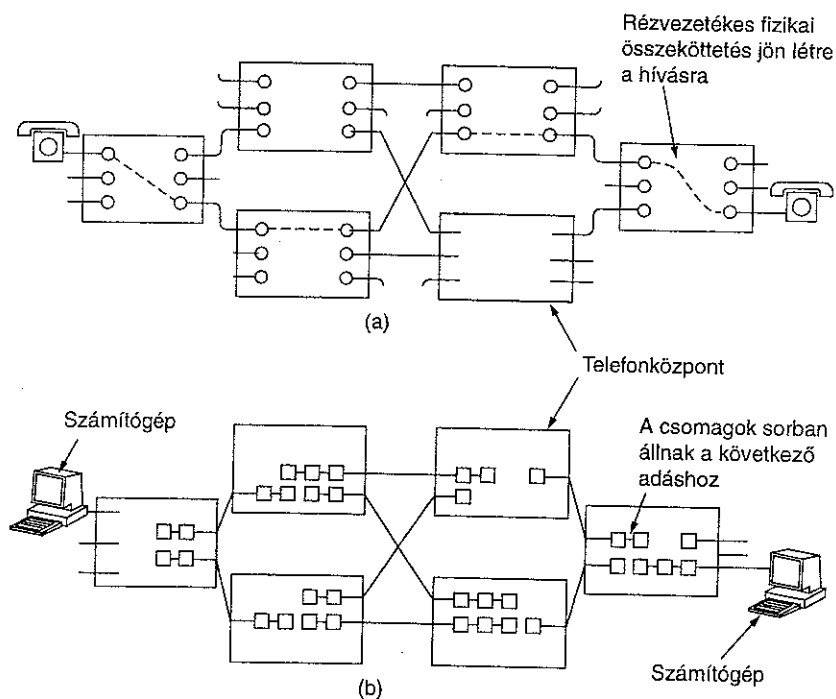 Rézvezetékes fizikai
összeköttetés jön létre
a hívásra
(a)
Telefonközpont
Számítógép
A csomagok sorban
állnak a következő
adáshoz
Számítógép
(b)